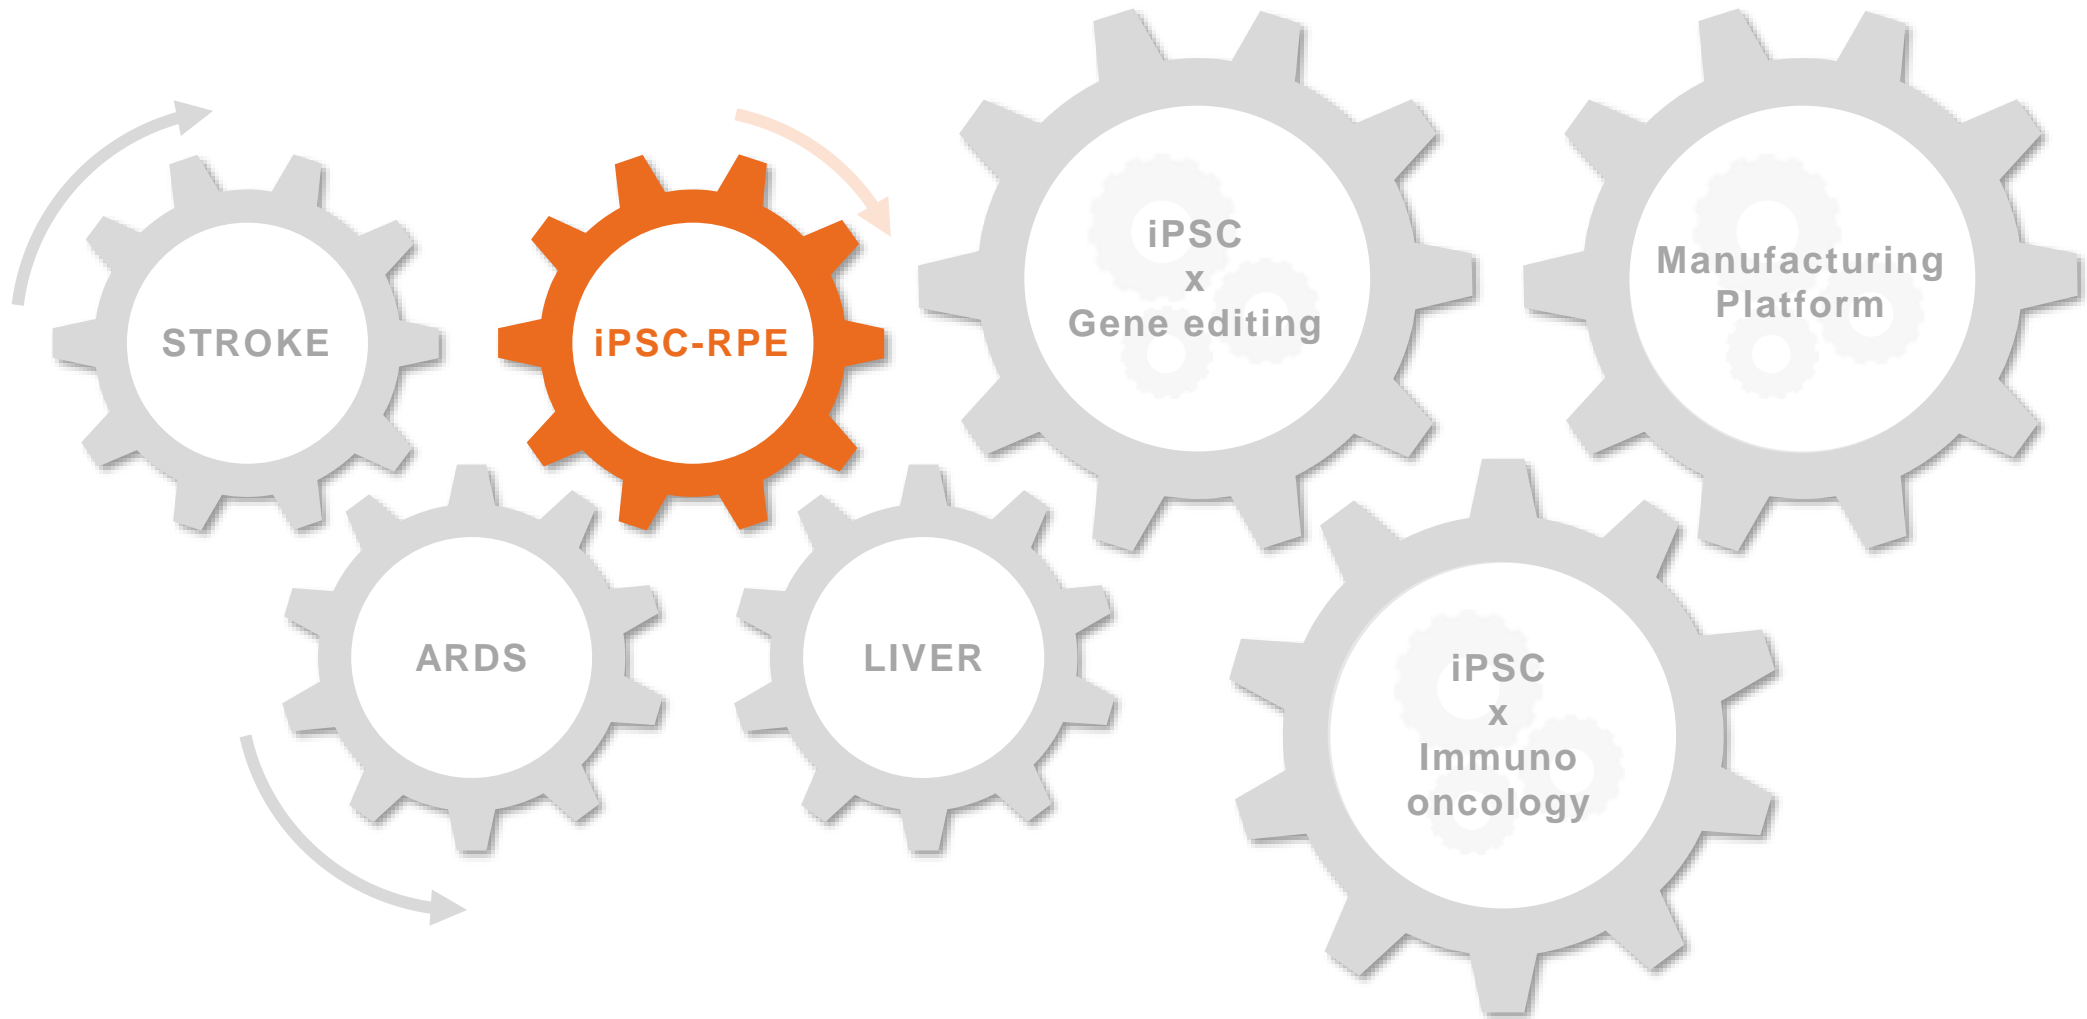 STROKE
iPSC-RPE
iPSC
x
Gene editing
Manufacturing
Platform
ARDS
LIVER
iPSC
x
Immuno
oncology